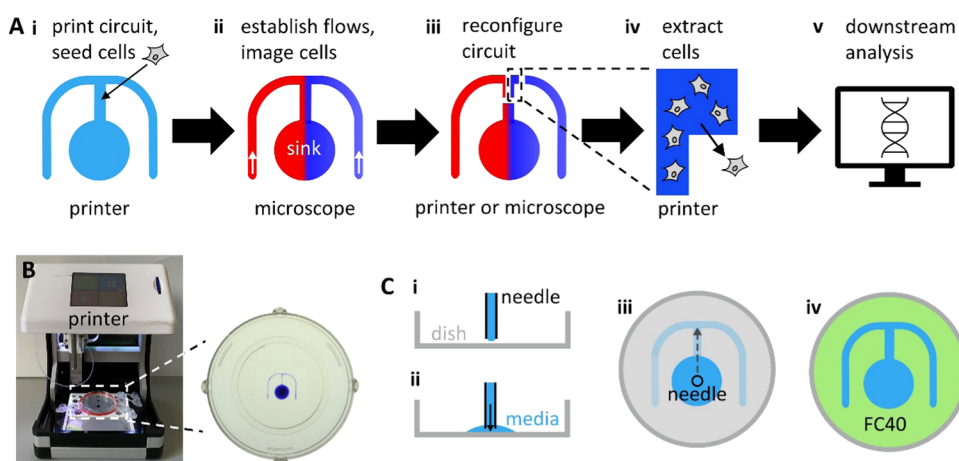 A
i
print circuit,
seed cells
printer
ii
establish flows,
image cells
sink
microscope
iii
reconfigure
circuit
printer or microscope
iv
extract
cells
printer
v
downstream
analysis
B
printer
C
i
needle
dish
ii
media
iii
needle
iv
FC40